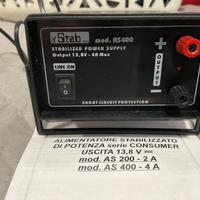 iStab
mod. AS400
STABILIZED POWER SUPPLY
Output 13,8V - 4A Max
LINE ON
+
OUTPUT
-
SHORT CIRCUIT PROTECTION
ALIMENTATORE STABILIZZATO
DI POTENZA serie CONSUMER
USCITA 13,8 V
mod. AS 200 - 2 A
mod. AS 400 - 4 A